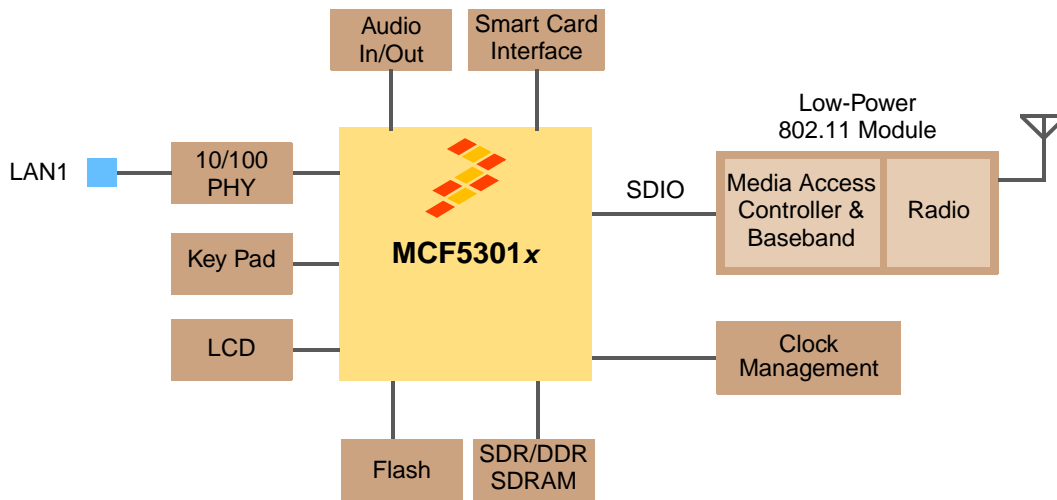 Audio
In/Out
Smart Card
Interface
Low-Power
802.11 Module
LAN1
10/100
PHY
SDIO
Media Access
Controller &
Baseband
Radio
MCF5301x
Key Pad
LCD
Clock
Management
Flash
SDR/DDR
SDRAM